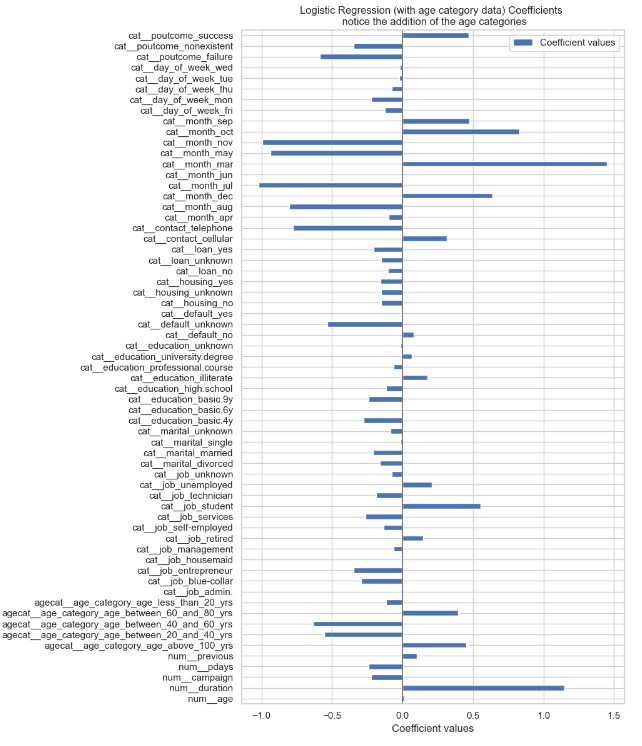 Logistic Regression (with age category data) Coefficients
notice the addition of the age categories
Coefficient values
cat__poutcome_success
cat__poutcome_nonexistent
cat__poutcome_failure
cat__day_of_week_wed
cat__day_of_week_tue
cat__day_of_week_thu
cat__day_of_week_mon
cat__day_of_week_fri
cat__month_sep
cat__month_oct
cat__month_nov
cat__month_may
cat__month_mar
cat__month_jun
cat__month_jul
cat__month_dec
cat__month_aug
cat__month_apr
cat__contact_telephone
cat__contact_cellular
cat__loan_yes
cat__loan_unknown
cat__loan_no
cat__housing_yes
cat__housing_unknown
cat__housing_no
cat__default_yes
cat__default_unknown
cat__default_no
cat__education_unknown
cat__education_university.degree
cat__education_professional.course
cat__education_illiterate
cat__education_high.school
cat__education_basic.9y
cat__education_basic.6y
cat__education_basic.4y
cat__marital_unknown
cat__marital_single
cat__marital_married
cat__marital_divorced
cat__job_unknown
cat__job_unemployed
cat__job_technician
cat__job_student
cat__job_services
cat__job_self-employed
cat__job_retired
cat__job_management
cat__job_housemaid
cat__job_entrepreneur
cat__job_blue-collar
cat__job_admin.
agecat__age_category_age_less_than_20_yrs
agecat__age_category_age_between_60_and_80_yrs
agecat__age_category_age_between_40_and_60_yrs
agecat__age_category_age_between_20_and_40_yrs
agecat__age_category_age_above_100_yrs
num__previous
num__pdays
num__campaign
num__duration
num__age
−1.0 −0.5 0.0 0.5 1.0 1.5
Coefficient values